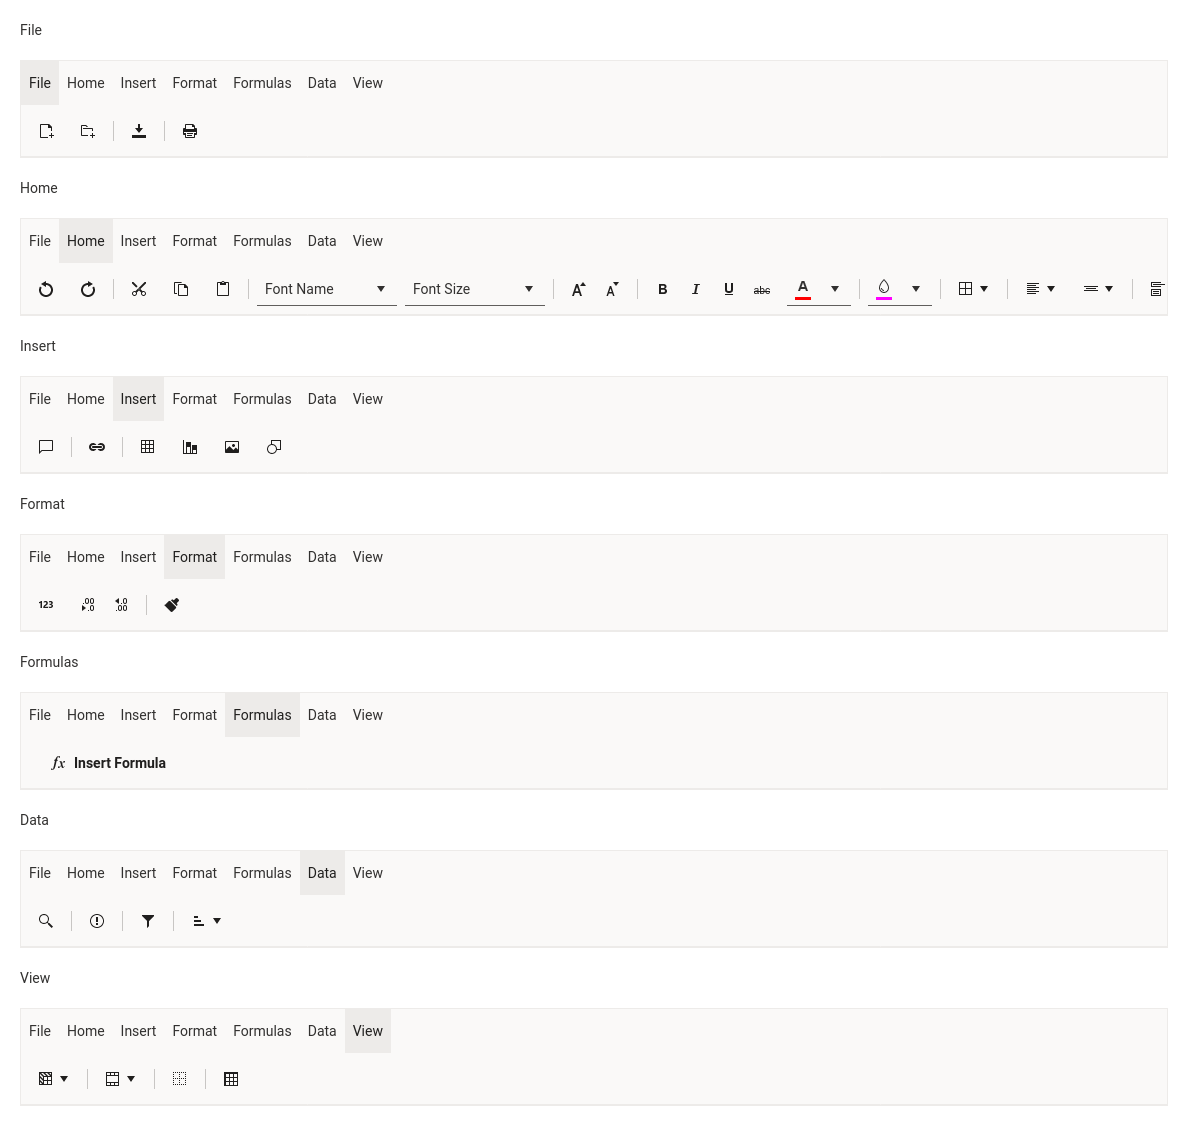 File
File Home Insert Format Formulas Data View
Home
File Home Insert Format Formulas Data View
Font Name Font Size A A B I U abc A
Insert
File Home Insert Format Formulas Data View
Format
File Home Insert Format Formulas Data View
123 .00 .0 .0 .00
Formulas
File Home Insert Format Formulas Data View
fx Insert Formula
Data
File Home Insert Format Formulas Data View
View
File Home Insert Format Formulas Data View